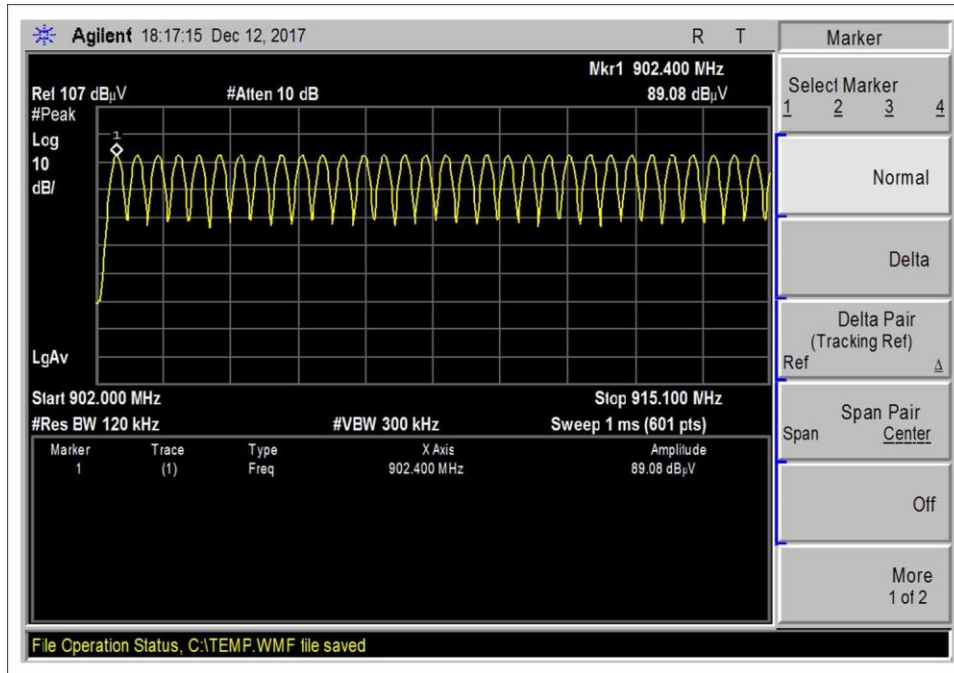 Agilent 18:17:15 Dec 12, 2017 R T
Mkr1 902.400 MHz
Ref 107 dBµV #Atten 10 dB 89.08 dBµV
#Peak
Log
10
dB/
1
LgAv
Start 902.000 MHz Stop 915.100 MHz
#Res BW 120 kHz #VBW 300 kHz Sweep 1 ms (601 pts)
Marker Trace Type X Axis Amplitude
1 (1) Freq 902.400 MHz 89.08 dBµV
File Operation Status, C:\TEMP.WMF file saved
Marker
Select Marker
1 2 3 4
Normal
Delta
Delta Pair
(Tracking Ref)
Ref Δ
Span Pair
Span Center
Off
More
1 of 2